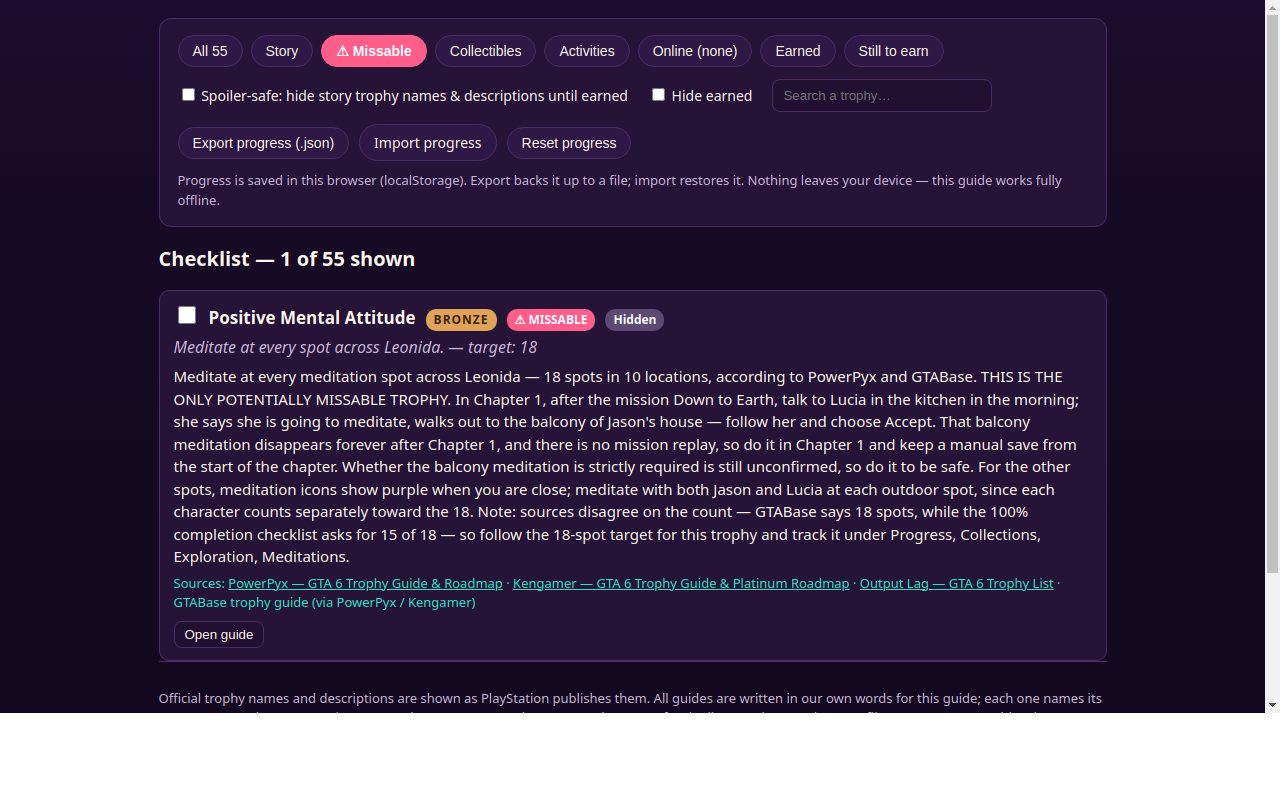 All 55 Story ⚠ Missable Collectibles Activities Online (none) Earned Still to earn
Spoiler-safe: hide story trophy names & descriptions until earned Hide earned Search a trophy…
Export progress (.json) Import progress Reset progress
Progress is saved in this browser (localStorage). Export backs it up to a file; import restores it. Nothing leaves your device — this guide works fully
offline.
Checklist — 1 of 55 shown
Positive Mental Attitude BRONZE ⚠ MISSABLE Hidden
Meditate at every spot across Leonida. — target: 18
Meditate at every meditation spot across Leonida — 18 spots in 10 locations, according to PowerPyx and GTABase. THIS IS THE
ONLY POTENTIALLY MISSABLE TROPHY. In Chapter 1, after the mission Down to Earth, talk to Lucia in the kitchen in the morning;
she says she is going to meditate, walks out to the balcony of Jason's house — follow her and choose Accept. That balcony
meditation disappears forever after Chapter 1, and there is no mission replay, so do it in Chapter 1 and keep a manual save from
the start of the chapter. Whether the balcony meditation is strictly required is still unconfirmed, so do it to be safe. For the other
spots, meditation icons show purple when you are close; meditate with both Jason and Lucia at each outdoor spot, since each
character counts separately toward the 18. Note: sources disagree on the count — GTABase says 18 spots, while the 100%
completion checklist asks for 15 of 18 — so follow the 18-spot target for this trophy and track it under Progress, Collections,
Exploration, Meditations.
Sources: PowerPyx — GTA 6 Trophy Guide & Roadmap · Kengamer — GTA 6 Trophy Guide & Platinum Roadmap · Output Lag — GTA 6 Trophy List ·
GTABase trophy guide (via PowerPyx / Kengamer)
Open guide
Official trophy names and descriptions are shown as PlayStation publishes them. All guides are written in our own words for this guide; each one names its